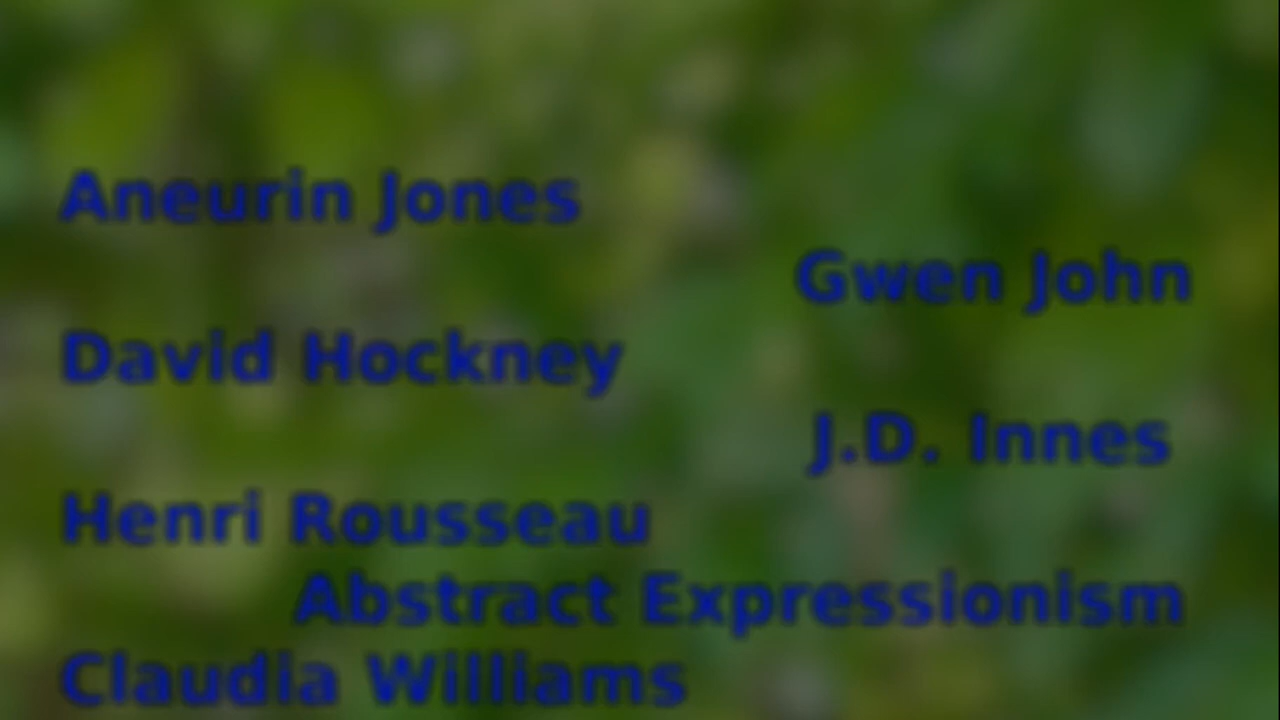 Aneurin Jones
Gwen John
David Hockney
J.D. Innes
Henri Rousseau
Abstract Expressionism
Claudia Williams